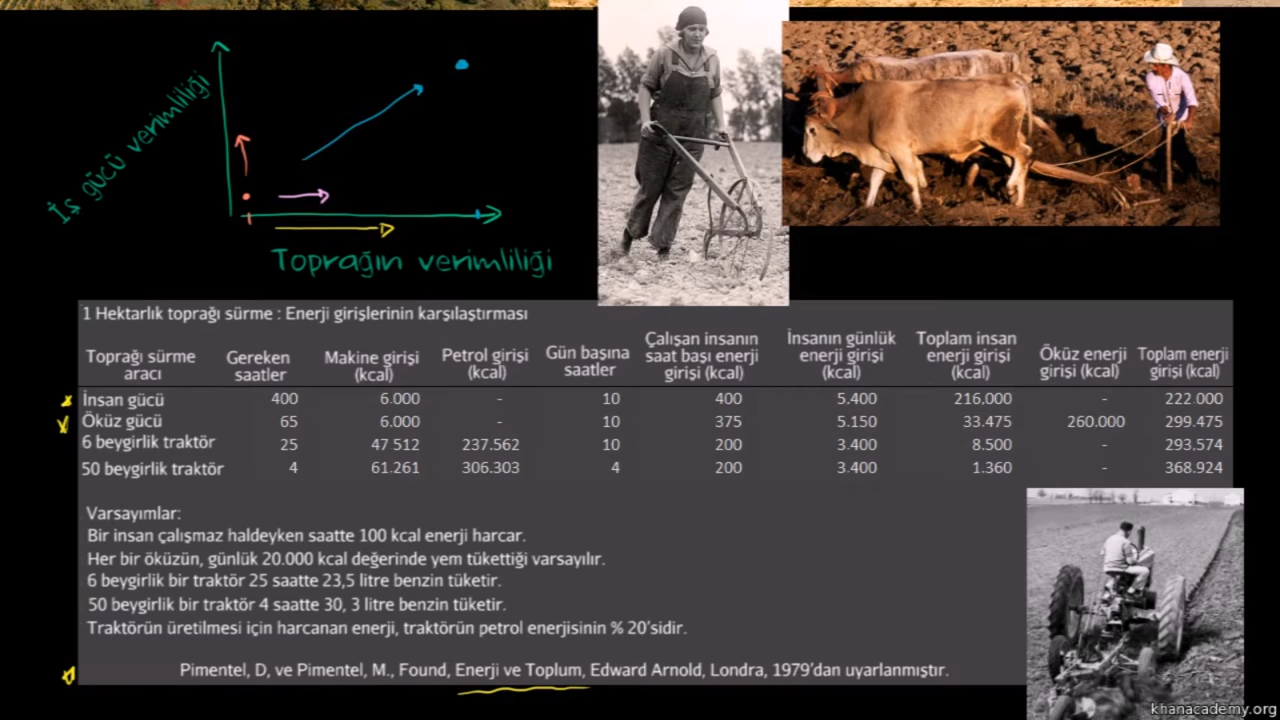 İş gücü verimliliği
Toprağın verimliliği
1 Hektarlık toprağı sürme : Enerji girişlerinin karşılaştırması
Toprağı sürme aracı Gereken saatler Makine girişi (kcal) Petrol girişi (kcal) Gün başına saatler Çalışan insanın saat başı enerji girişi (kcal) İnsanın günlük enerji girişi (kcal) Toplam insan enerji girişi (kcal) Öküz enerji girişi (kcal) Toplam enerji girişi (kcal)
İnsan gücü 400 6.000 - 10 400 5.400 216,000 - 222.000
Öküz gücü 65 6.000 - 10 375 5.150 33.475 260.000 299.475
6 beygirlik traktör 25 47 512 237.562 10 200 3.400 8.500 - 293.574
50 beygirlik traktör 4 61.261 306.303 4 200 3.400 1.360 - 368.924
Varsayımlar:
Bir insan çalışmaz haldeyken saatte 100 kcal enerji harcar.
Her bir öküzün, günlük 20.000 kcal değerinde yem tükettiği varsayılır.
6 beygirlik bir traktör 25 saatte 23,5 litre benzin tüketir.
50 beygirlik bir traktör 4 saatte 30, 3 litre benzin tüketir.
Traktörün üretilmesi için harcanan enerji, traktörün petrol enerjisinin % 20'sidir.
Pimentel, D, ve Pimentel, M., Found, Enerji ve Toplum, Edward Arnold, Londra, 1979'dan uyarlanmıştır.
khanacademy.org